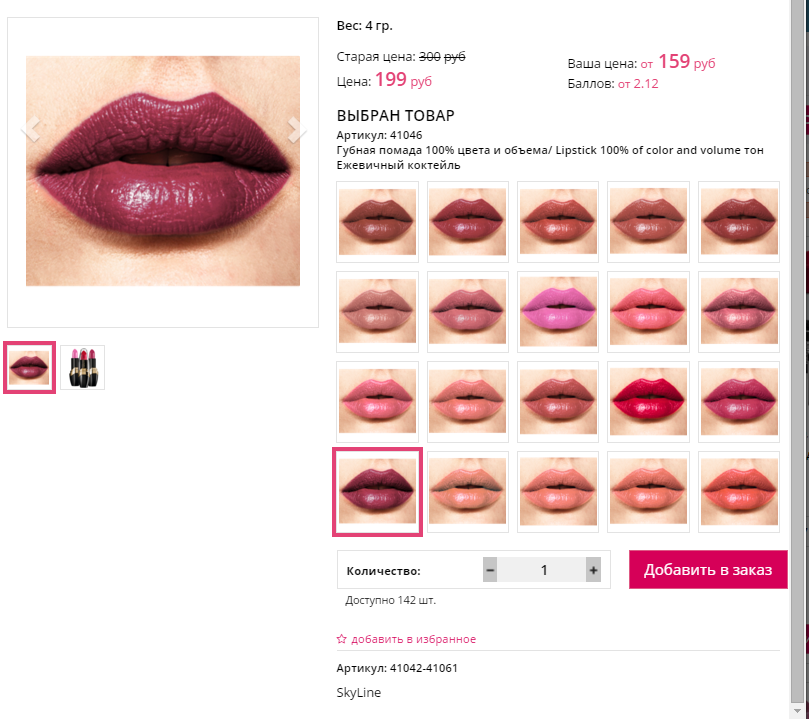 Вес: 4 гр.
Старая цена: 300 руб
Цена: 199 руб
Ваша цена: от 159 руб
Баллов: от 2.12
ВЫБРАН ТОВАР
Артикул: 41046
Губная помада 100% цвета и объема/ Lipstick 100% of color and volume тон
Ежевичный коктейль
Количество: - 1 +
Добавить в заказ
Доступно 142 шт.
добавить в избранное
Артикул: 41042-41061
SkyLine